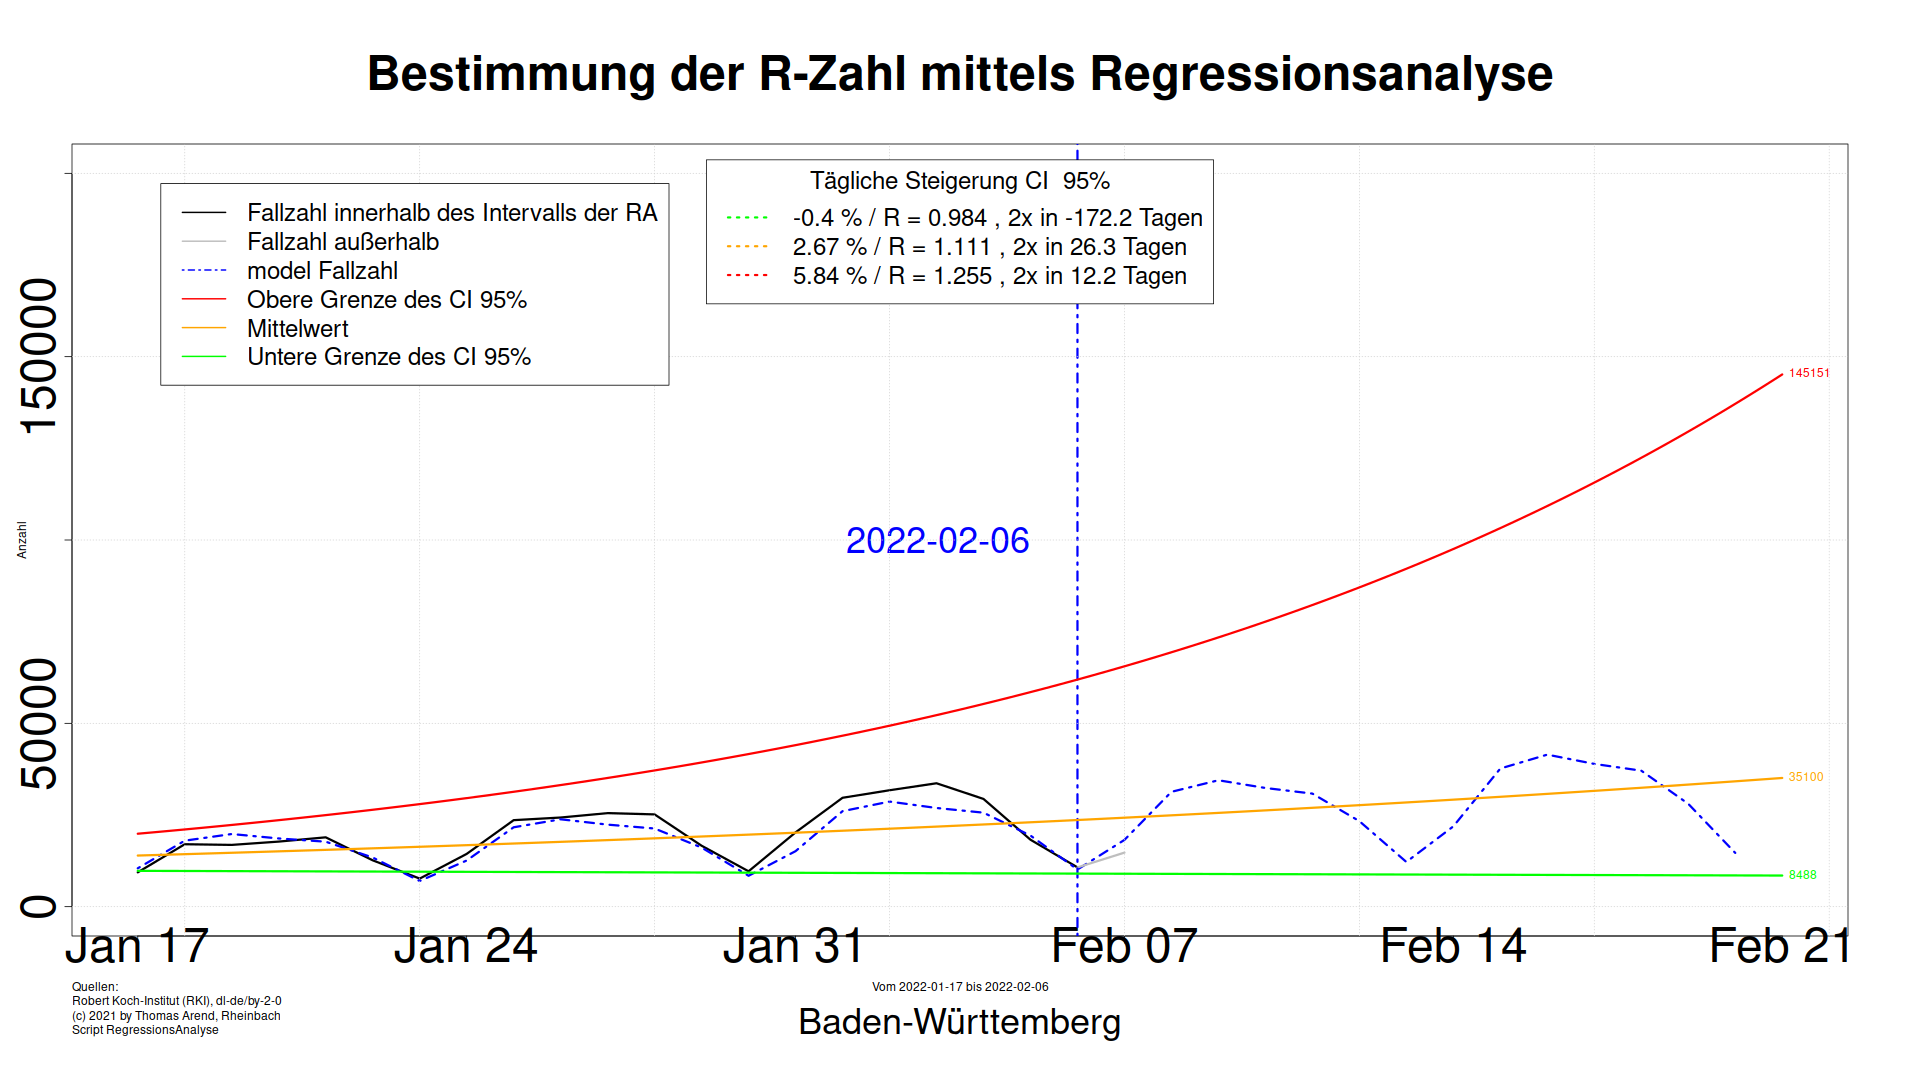 Bestimmung der R-Zahl mittels Regressionsanalyse
Fallzahl innerhalb des Intervalls der RA
Fallzahl außerhalb
model Fallzahl
Obere Grenze des CI 95%
Mittelwert
Untere Grenze des CI 95%
Tägliche Steigerung CI  95%
-0.4 % / R = 0.984 , 2x in -172.2 Tagen
2.67 % / R = 1.111 , 2x in 26.3 Tagen
5.84 % / R = 1.255 , 2x in 12.2 Tagen
150000
50000
0
Anzahl
2022-02-06
145151
35100
8488
Jan 17
Jan 24
Jan 31
Feb 07
Feb 14
Feb 21
Quellen:
Robert Koch-Institut (RKI), dl-de/by-2-0
(c) 2021 by Thomas Arend, Rheinbach
Script RegressionsAnalyse
Vom 2022-01-17 bis 2022-02-06
Baden-Württemberg